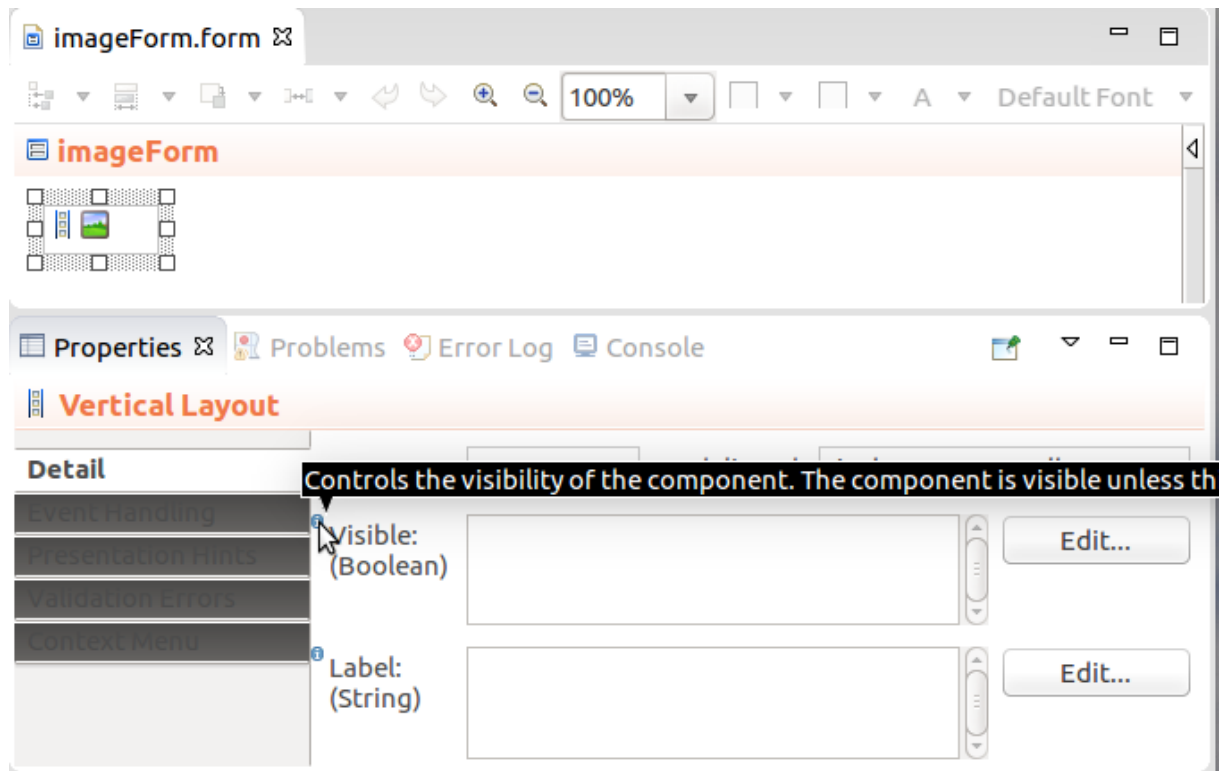 imageForm.form
100%
A
Default Font
imageForm
Properties
Problems
Error Log
Console
Vertical Layout
Detail
Controls the visibility of the component. The component is visible unless th
Event Handling
Visible:
(Boolean)
Edit...
Presentation Hints
Validation Errors
Context Menu
Label:
(String)
Edit...